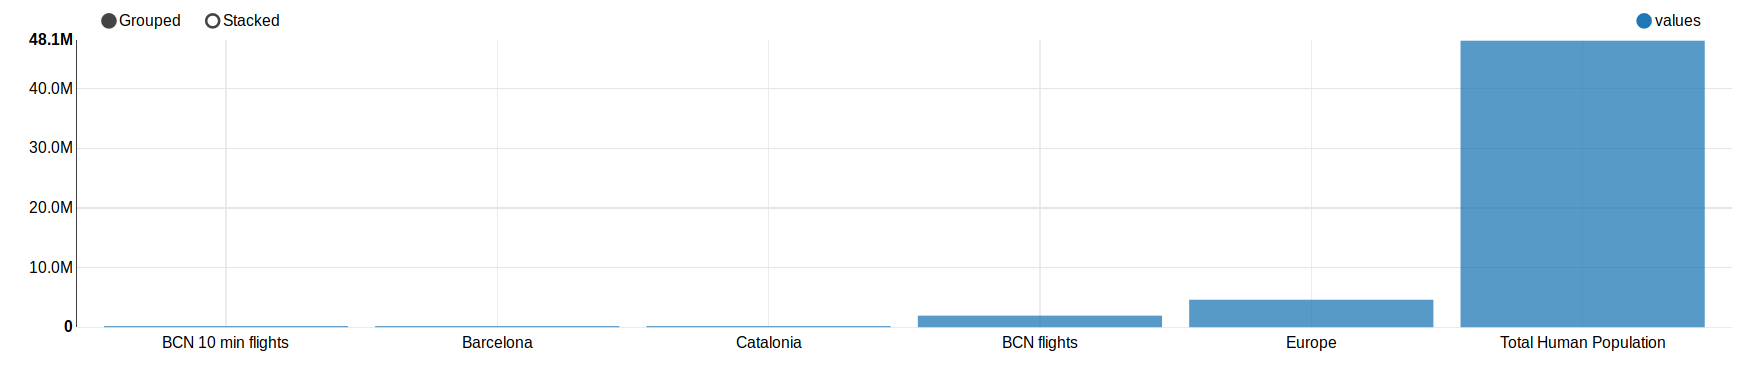 Grouped Stacked values
48.1M
40.0M
30.0M
20.0M
10.0M
0
BCN 10 min flights Barcelona Catalonia BCN flights Europe Total Human Population